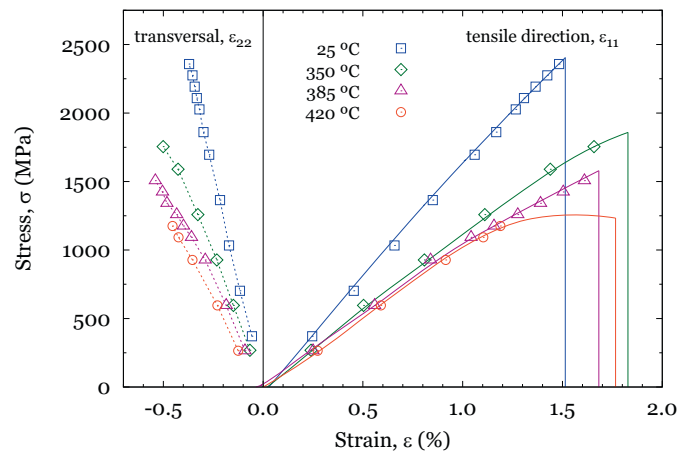 transversal, ε22
tensile direction, ε11
25 ºC
350 ºC
385 ºC
420 ºC
2500
2000
1500
1000
500
0
Stress, σ (MPa)
-0.5
0.0
0.5
1.0
1.5
2.0
Strain, ε (%)